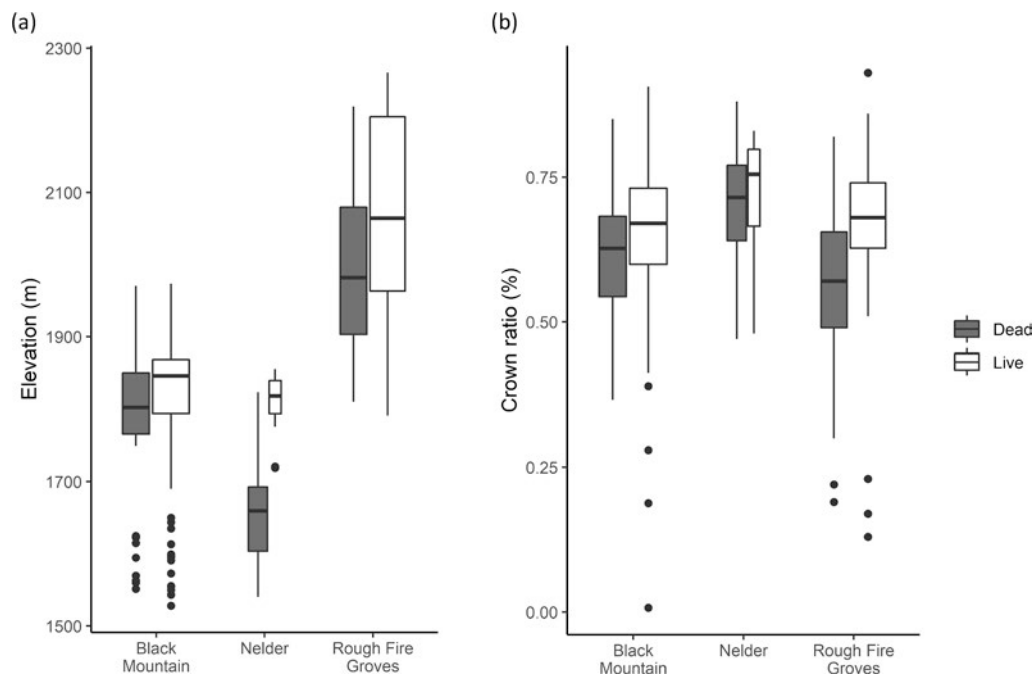 (a)
Elevation (m)
2300
2100
1900
1700
1500
Black
Mountain
Nelder
Rough Fire
Groves
(b)
Crown ratio (%)
0.75
0.50
0.25
0.00
Black
Mountain
Nelder
Rough Fire
Groves
Dead
Live